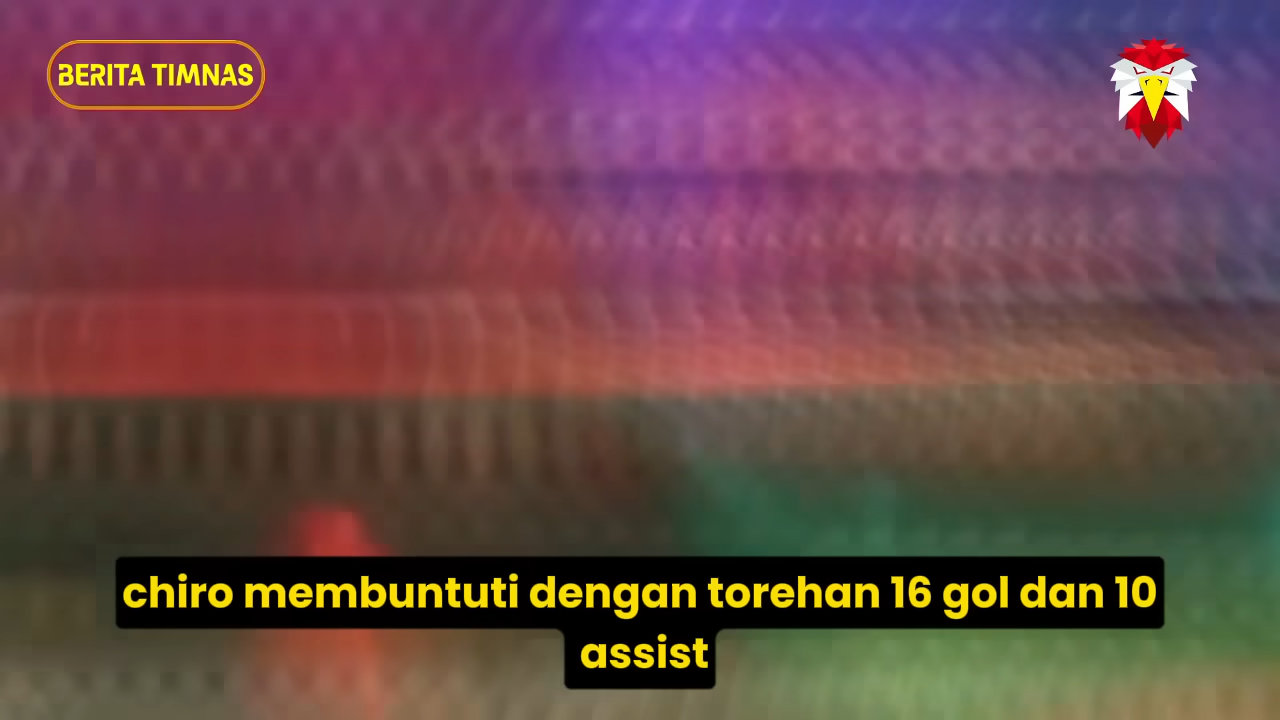 BERITA TIMNAS
chiro membuntuti dengan torehan 16 gol dan 10
assist